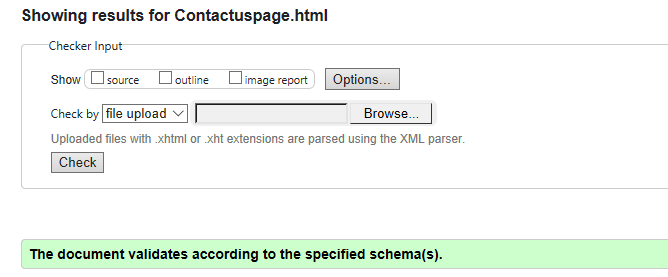 Showing results for Contactuspage.html
Checker Input
Show source outline image report Options...
Check by file upload Browse...
Uploaded files with .xhtml or .xht extensions are parsed using the XML parser.
Check
The document validates according to the specified schema(s).